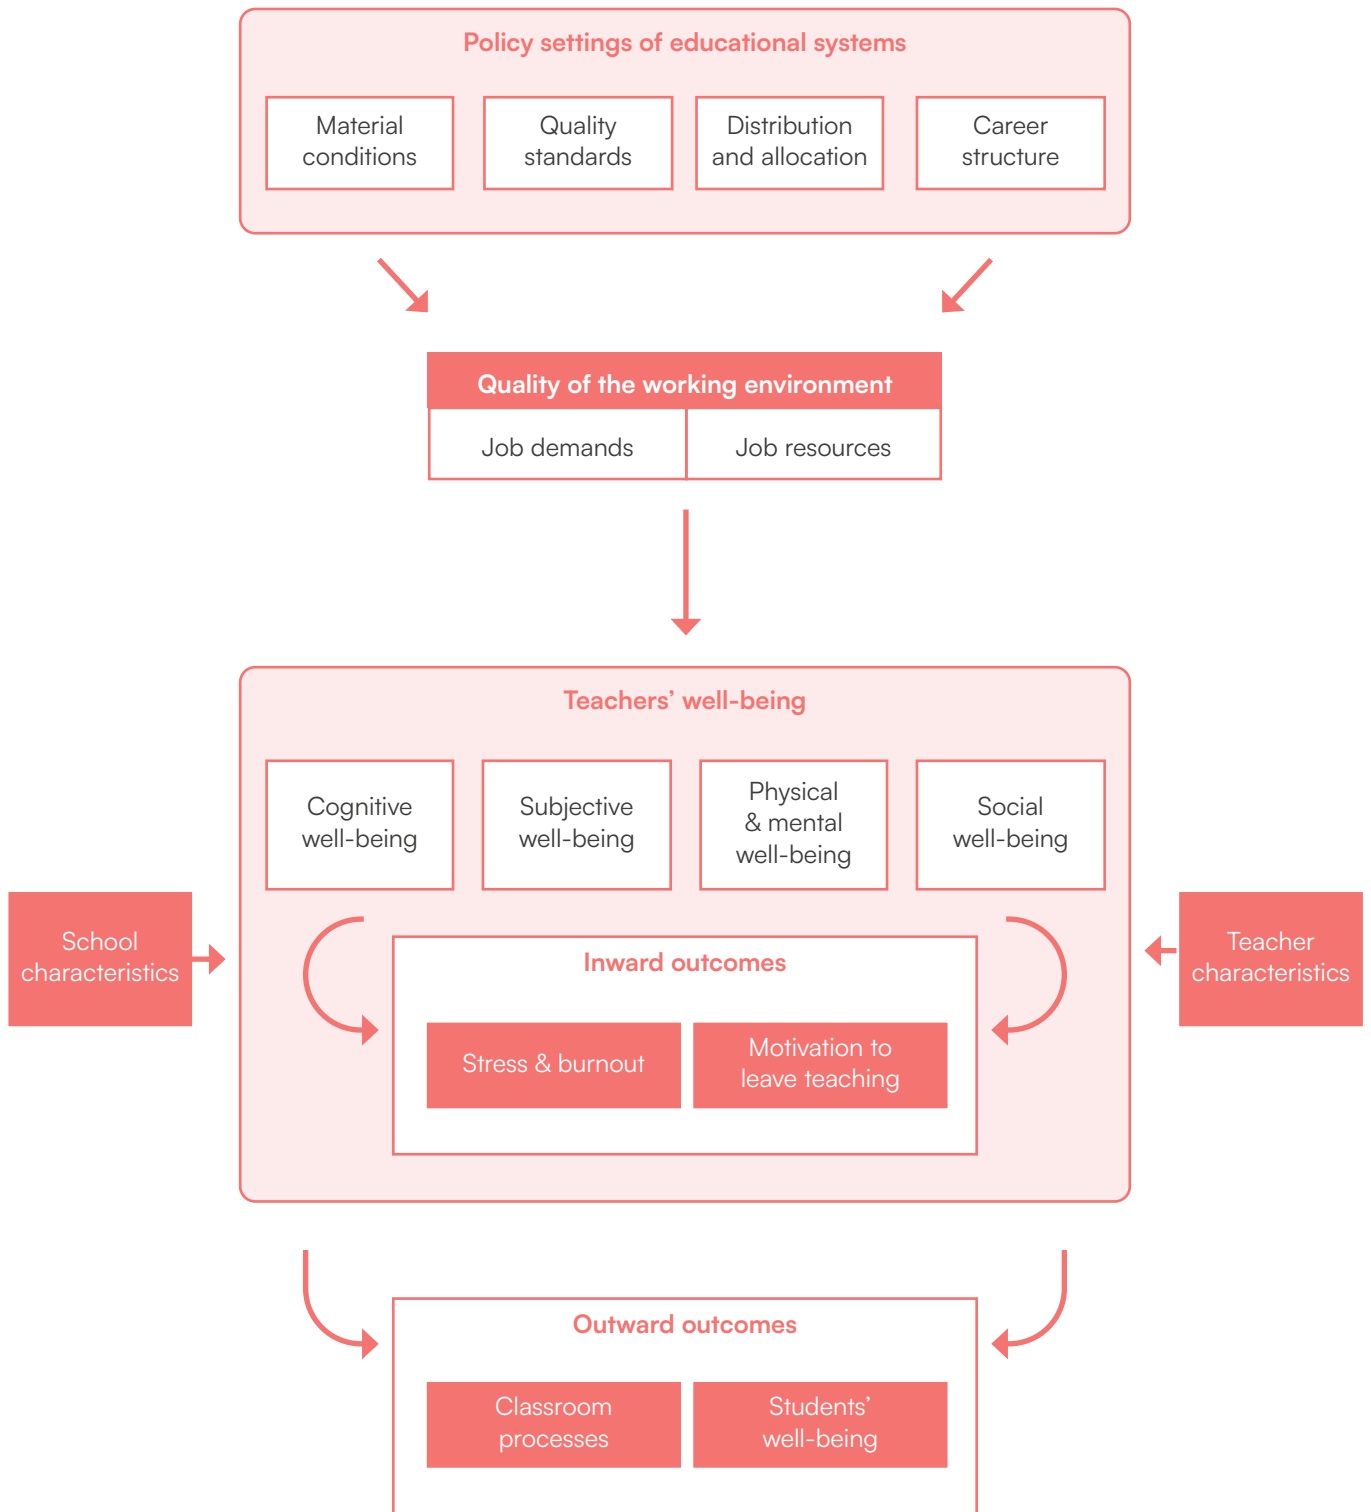 Policy settings of educational systems
Material
conditions
Quality
standards
Distribution
and allocation
Career
structure
Quality of the working environment
Job demands
Job resources
Teachers’ well-being
Cognitive
well-being
Subjective
well-being
Physical
& mental
well-being
Social
well-being
School
characteristics
Teacher
characteristics
Inward outcomes
Stress & burnout
Motivation to
leave teaching
Outward outcomes
Classroom
processes
Students’
well-being